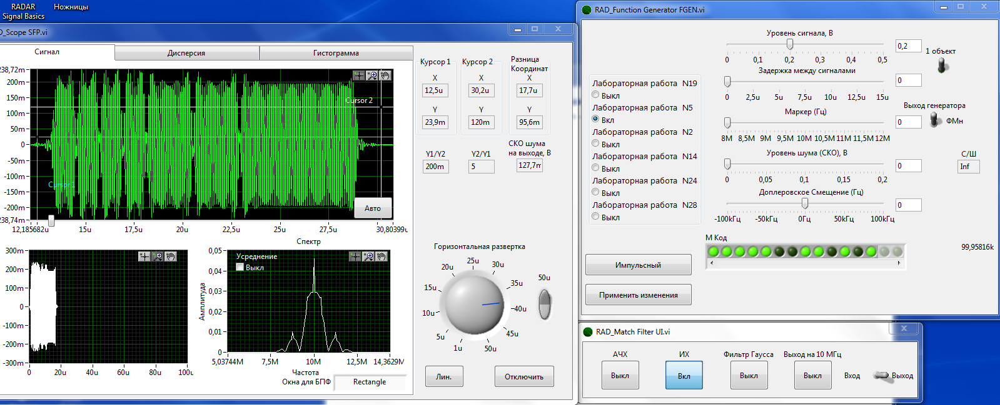 RADAR
Signal Basics
Ножницы
D_Scope SFP.vi
Сигнал
Дисперсия
Гистограмма
238,72m
200m
150m
100m
50m
0
-50m
-100m
-150m
-200m
238,74m
Cursor 2
Cursor 1
Авто
12,185682u
15u
17,5u
20u
22,5u
25u
27,5u
30,80399u
Спектр
300m
200m
100m
0
-100m
-200m
-300m
0
20u
40u
60u
80u
100u
Усреднение
Выкл
Амплитуда
0,05
0,04
0,03
0,02
0,01
0
5,03744M
7,5M
10M
12,5M
14,3629M
Частота
Окна для БПФ
Rectangle
Курсор 1
X
12,5u
Y
23,9m
Курсор 2
X
30,2u
Y
120m
Разница
Координат
X
17,7u
Y
95,6m
Y1/Y2
200m
Y2/Y1
5
СКО шума
на выходе, В
127,7m
Горизонтальная развертка
1u
5u
10u
15u
20u
25u
30u
35u
40u
45u
50u
50u
Лин.
Отключить
RAD_Function Generator FGEN.vi
Лабораторная работа N19
Выкл
Лабораторная работа N5
Вкл
Лабораторная работа N2
Выкл
Лабораторная работа N14
Выкл
Лабораторная работа N24
Выкл
Лабораторная работа N28
Выкл
Импульсный
Применить изменения
Уровень сигнала, В
0 0,1 0,2 0,3 0,4 0,5
0,2
1 объект
Задержка между сигналами
0 2,5u 5u 7,5u 10u 12,5u 15u
0
Маркер (Гц)
8M 8,5M 9M 9,5M 10M 10,5M 11M 11,5M 12M
0
Выход генератора
ФМн
Уровень шума (СКО), В
0 0,05 0,1 0,15 0,2
0
С/Ш
Inf
Доплеровское Смещение (Гц)
-100кГц -50кГц 0Гц 50кГц 100кГц
0
М Код
99,95816k
RAD_Match Filter UI.vi
АЧХ
Выкл
ИХ
Вкл
Фильтр Гаусса
Выкл
Выход на 10 МГц
Выкл
Вход
Выход